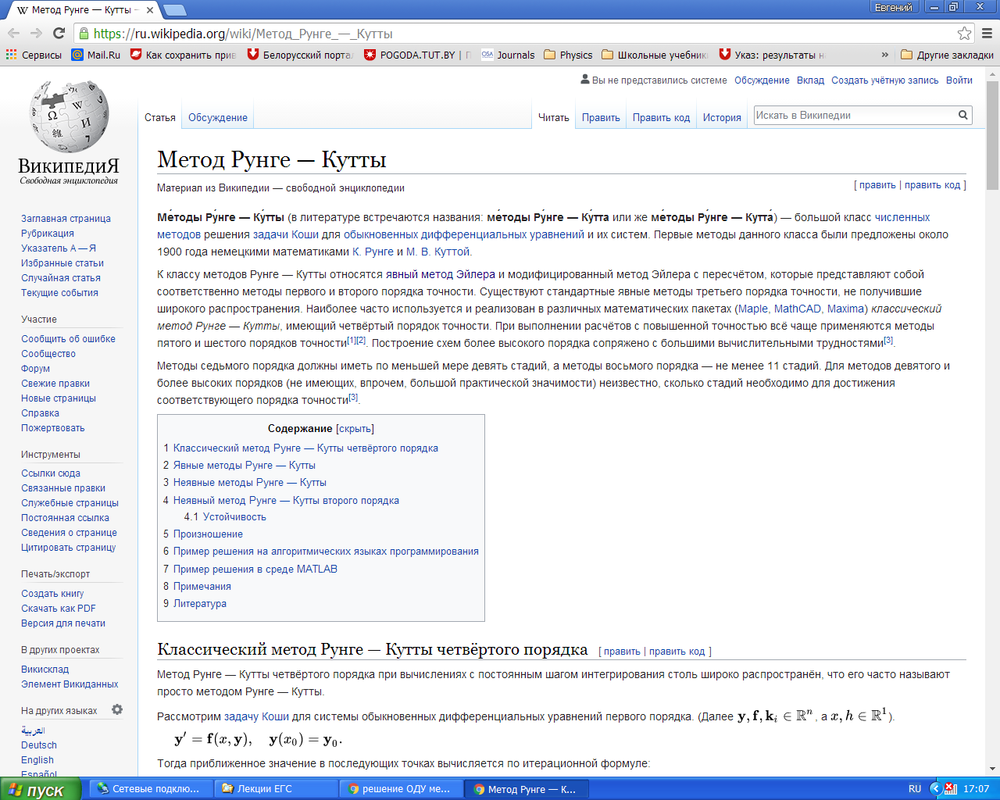 Метод Рунге — Кутты —
Евгений
https://ru.wikipedia.org/wiki/Метод_Рунге_—_Кутты
Сервисы Mail.Ru Как сохранить прив Белорусский порта POGODA.TUT.BY | Journals Physics Школьные учебник Указ: результаты » Другие закладки
Вы не представились системе Обсуждение Вклад Создать учётную запись Войти
Статья Обсуждение Читать Править Править код История Искать в Википедии
ВикипедиЯ
Свободная энциклопедия
Заглавная страница
Рубрикация
Указатель А — Я
Избранные статьи
Случайная статья
Текущие события
Участие
Сообщить об ошибке
Сообщество
Форум
Свежие правки
Новые страницы
Справка
Пожертвовать
Инструменты
Ссылки сюда
Связанные правки
Служебные страницы
Постоянная ссылка
Сведения о странице
Цитировать страницу
Печать/экспорт
Создать книгу
Скачать как PDF
Версия для печати
В других проектах
Викисклад
Элемент Викиданных
На других языках
العربية
Deutsch
English
Español
Метод Рунге — Кутты
Материал из Википедии — свободной энциклопедии [ править | править код ]
Ме́тоды Ру́нге — Ку́тты (в литературе встречаются названия: ме́тоды Ру́нге — Ку́тта или же ме́тоды Ру́нге — Кутта́) — большой класс численных
методов решения задачи Коши для обыкновенных дифференциальных уравнений и их систем. Первые методы данного класса были предложены около
1900 года немецкими математиками К. Рунге и М. В. Куттой.
К классу методов Рунге — Кутты относятся явный метод Эйлера и модифицированный метод Эйлера с пересчётом, которые представляют собой
соответственно методы первого и второго порядка точности. Существуют стандартные явные методы третьего порядка точности, не получившие
широкого распространения. Наиболее часто используется и реализован в различных математических пакетах (Maple, MathCAD, Maxima) классический
метод Рунге — Кутты, имеющий четвёртый порядок точности. При выполнении расчётов с повышенной точностью всё чаще применяются методы
пятого и шестого порядков точности[1][2]. Построение схем более высокого порядка сопряжено с большими вычислительными трудностями[3].
Методы седьмого порядка должны иметь по меньшей мере девять стадий, а методы восьмого порядка — не менее 11 стадий. Для методов девятого и
более высоких порядков (не имеющих, впрочем, большой практической значимости) неизвестно, сколько стадий необходимо для достижения
соответствующего порядка точности[3].
Содержание [скрыть]
1 Классический метод Рунге — Кутты четвёртого порядка
2 Явные методы Рунге — Кутты
3 Неявные методы Рунге — Кутты
4 Неявный метод Рунге — Кутты второго порядка
4.1 Устойчивость
5 Произношение
6 Пример решения на алгоритмических языках программирования
7 Пример решения в среде MATLAB
8 Примечания
9 Литература
Классический метод Рунге — Кутты четвёртого порядка [ править | править код ]
Метод Рунге — Кутты четвёртого порядка при вычислениях с постоянным шагом интегрирования столь широко распространён, что его часто называют
просто методом Рунге — Кутты.
Рассмотрим задачу Коши для системы обыкновенных дифференциальных уравнений первого порядка. (Далее y, f, kᵢ ∈ ℝⁿ, а x, h ∈ ℝ¹).
y′ = f(x, y), y(x₀) = y₀.
Тогда приближенное значение в последующих точках вычисляется по итерационной формуле:
пуск Сетевые подклю... Лекции ЕГС решение ОДУ ме... Метод Рунге — К... RU 17:07